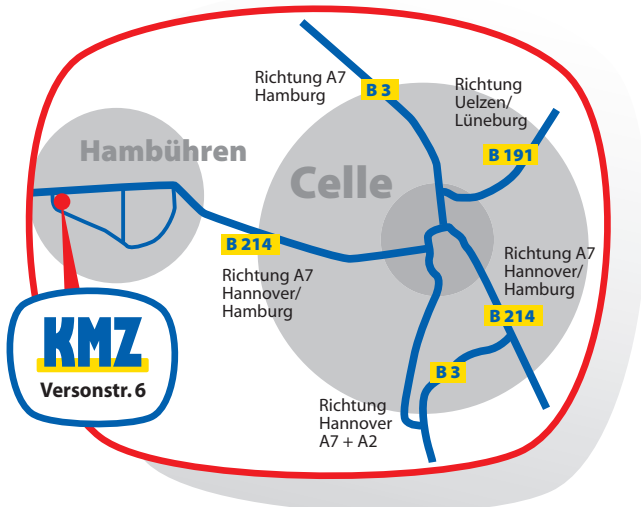 Richtung A7
Hamburg
B 3
Richtung
Uelzen/
Lüneburg
B 191
Hambühren
Celle
B 214
Richtung A7
Hannover/
Hamburg
Richtung A7
Hannover/
Hamburg
B 214
KMZ
Versonstr. 6
B 3
Richtung
Hannover
A7 + A2